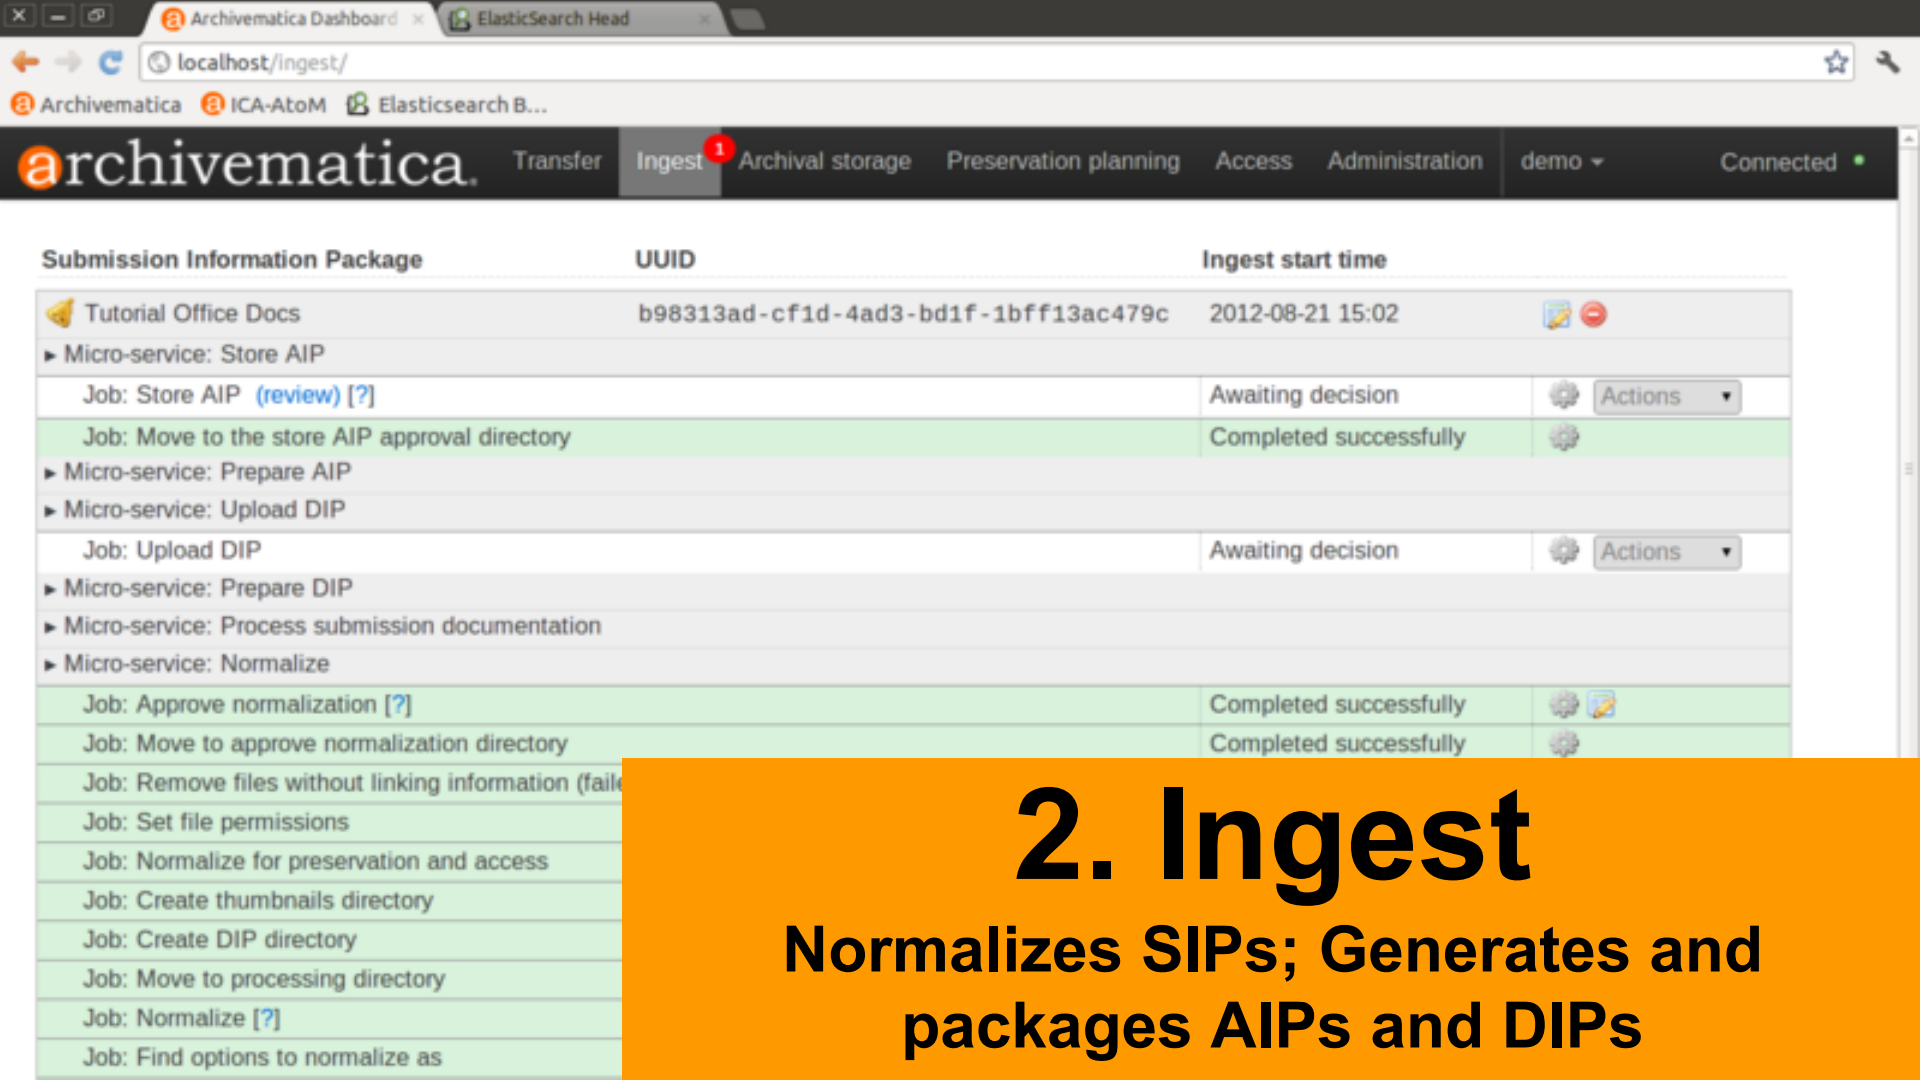 Archivematica Dashboard
ElasticSearch Head
localhost/ingest/
Archivematica
ICA-AtoM
Elasticsearch B...
archivematica.
Transfer
Ingest
1
Archival storage
Preservation planning
Access
Administration
demo
Connected
Submission Information Package
UUID
Ingest start time
Tutorial Office Docs
b98313ad-cf1d-4ad3-bd1f-1bff13ac479c
2012-08-21 15:02
Micro-service: Store AIP
Job: Store AIP (review) [?]
Awaiting decision
Actions
Job: Move to the store AIP approval directory
Completed successfully
Micro-service: Prepare AIP
Micro-service: Upload DIP
Job: Upload DIP
Awaiting decision
Actions
Micro-service: Prepare DIP
Micro-service: Process submission documentation
Micro-service: Normalize
Job: Approve normalization [?]
Completed successfully
Job: Move to approve normalization directory
Completed successfully
Job: Remove files without linking information (faile
Job: Set file permissions
Job: Normalize for preservation and access
Job: Create thumbnails directory
Job: Create DIP directory
Job: Move to processing directory
Job: Normalize [?]
Job: Find options to normalize as
2. Ingest
Normalizes SIPs; Generates and
packages AIPs and DIPs